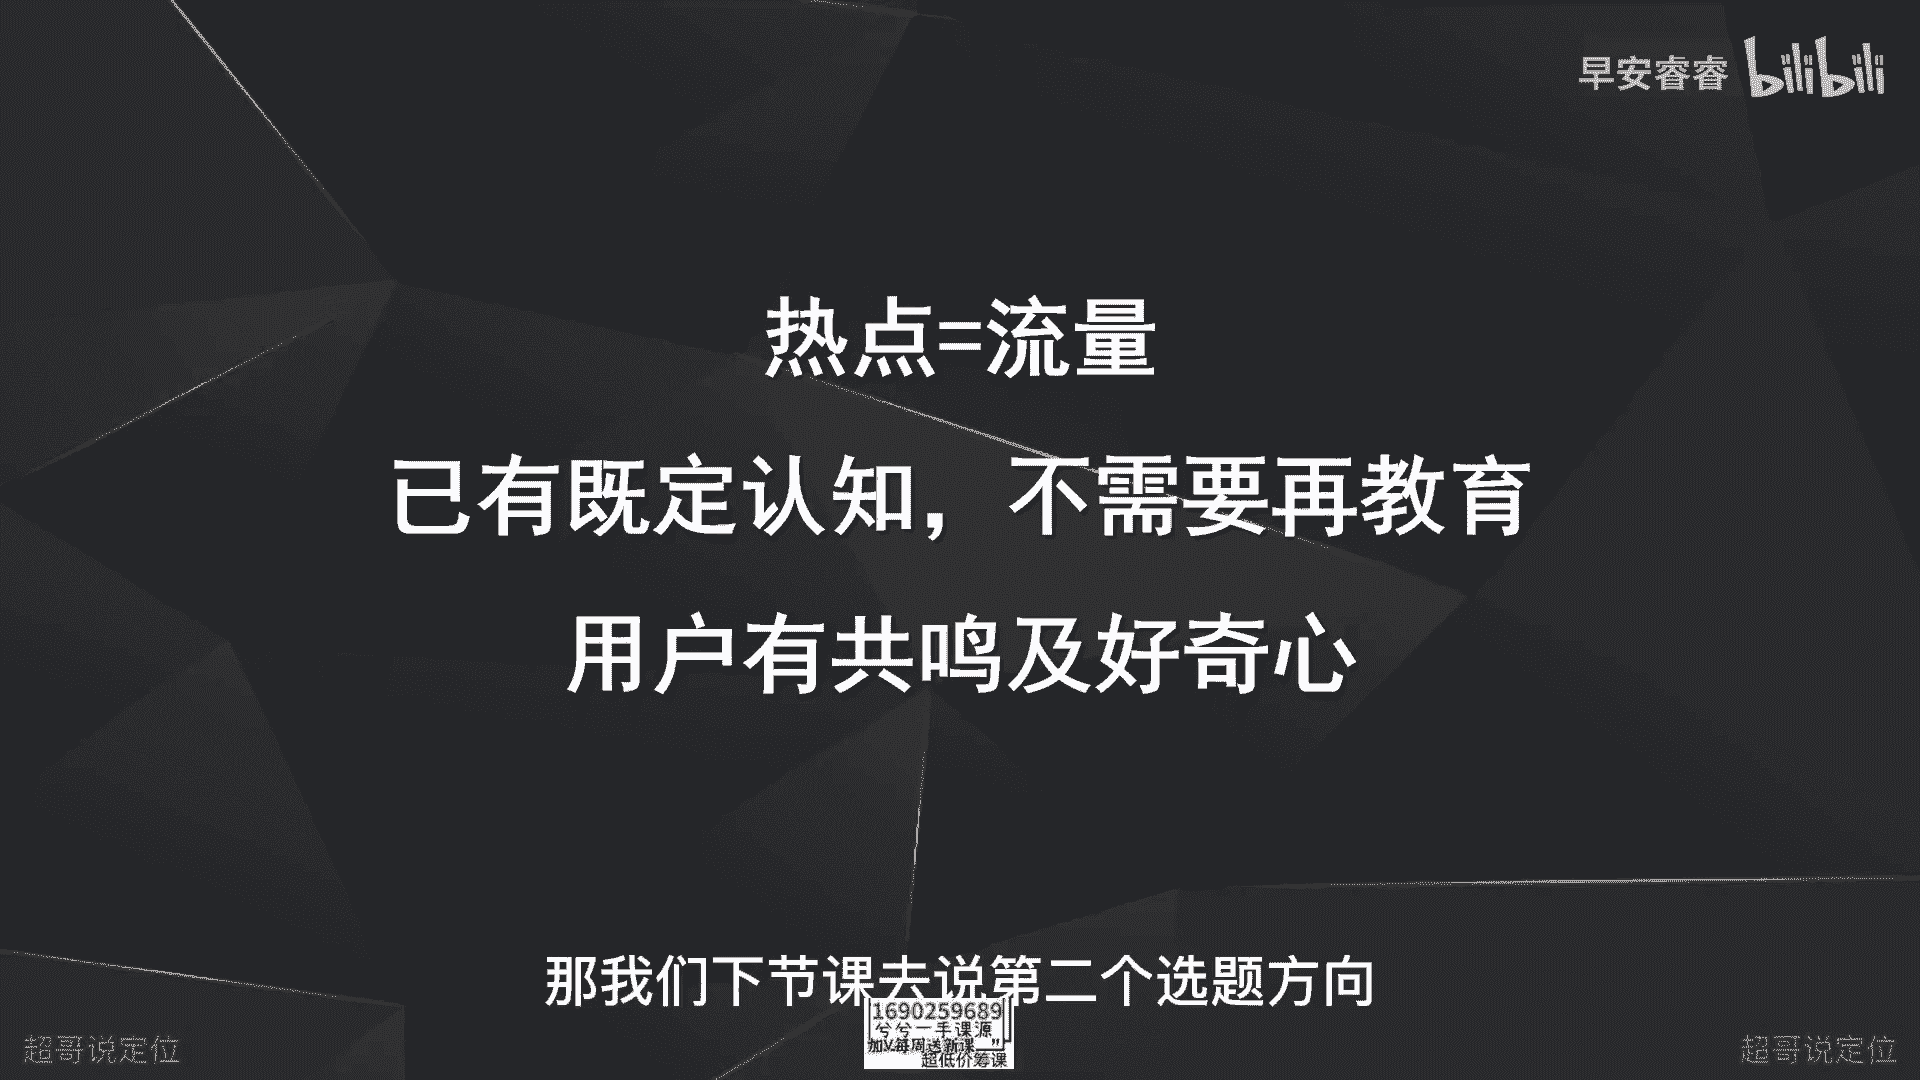 早安睿睿 bilibili
热点=流量
已有既定认知，不需要再教育
用户有共鸣及好奇心
那我们下节课去说第二个选题方向
1690259689
兮兮一手课源
加V每周送新课
超低价筹课
超哥说定位
超哥说定位